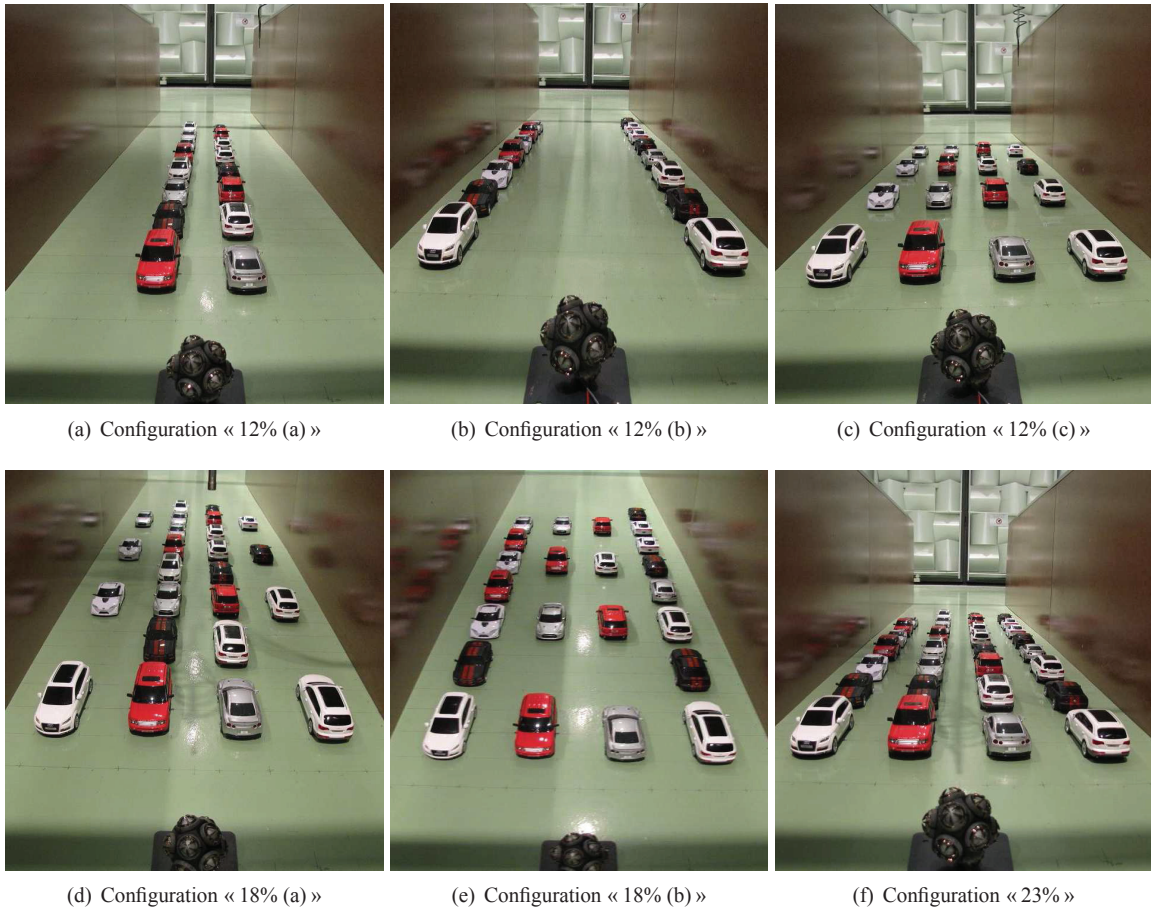 (a) Configuration « 12% (a) »
(b) Configuration « 12% (b) »
(c) Configuration « 12% (c) »
(d) Configuration « 18% (a) »
(e) Configuration « 18% (b) »
(f) Configuration « 23% »